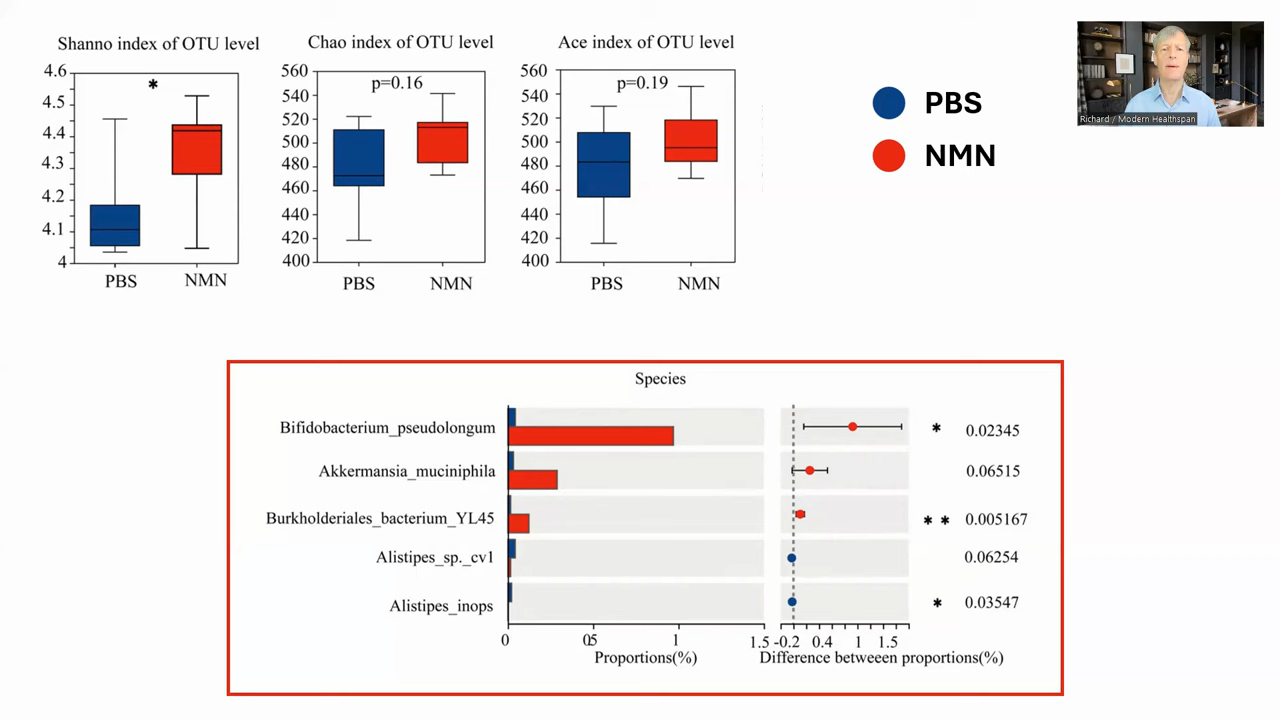 Shanno index of OTU level
4.6
4.5
4.4
4.3
4.2
4.1
4
*
PBS
NMN
Chao index of OTU level
560
540
520
500
480
460
440
420
400
p=0.16
PBS
NMN
Ace index of OTU level
560
540
520
500
480
460
440
420
400
p=0.19
PBS
NMN
PBS
NMN
Richard / Modern Healthspan
Species
Bifidobacterium_pseudolongum
* 0.02345
Akkermansia_muciniphila
0.06515
Burkholderiales_bacterium_YL45
** 0.005167
Alistipes_sp._cv1
0.06254
Alistipes_inops
* 0.03547
0 05 1 1.5 -0.2 0.4 1 1.5
Proportions(%)
Difference betweeen proportions(%)